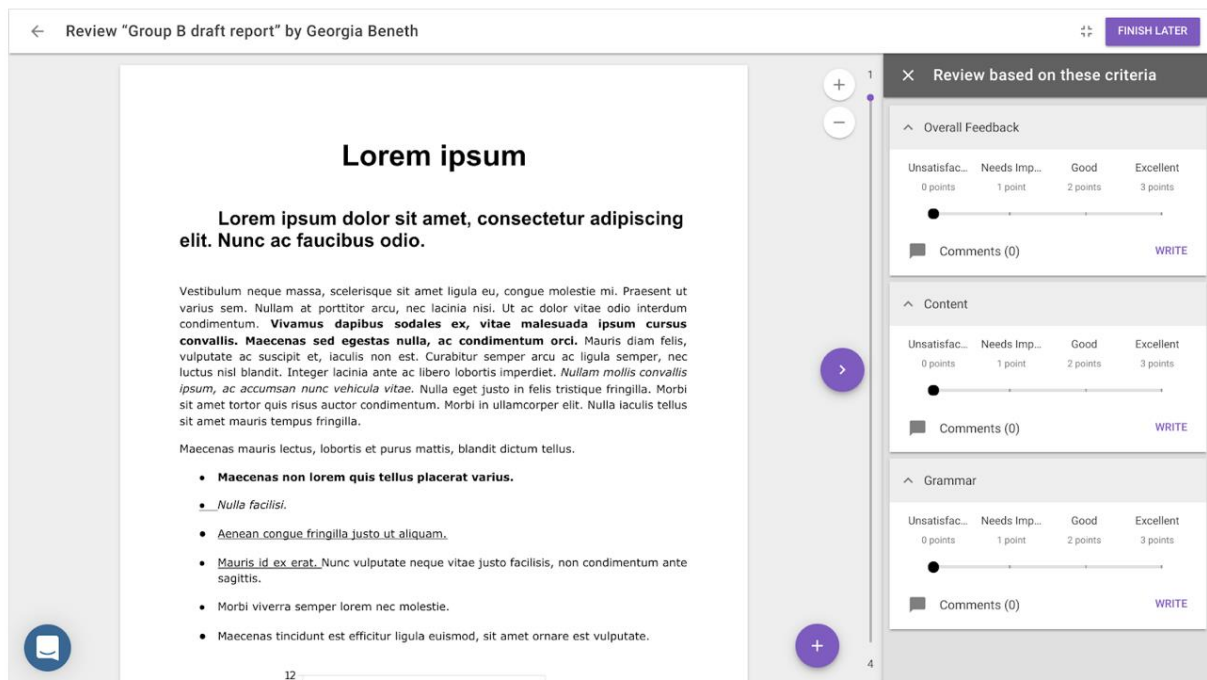 Review “Group B draft report” by Georgia Beneth
FINISH LATER
Lorem ipsum
Lorem ipsum dolor sit amet, consectetur adipiscing
elit. Nunc ac faucibus odio.
Vestibulum neque massa, scelerisque sit amet ligula eu, congue molestie mi. Praesent ut
varius sem. Nullam at porttitor arcu, nec lacinia nisi. Ut ac dolor vitae odio interdum
condimentum. Vivamus dapibus sodales ex, vitae malesuada ipsum cursus
convallis. Maecenas sed egestas nulla, ac condimentum orci. Mauris diam felis,
vulputate ac suscipit et, iaculis non est. Curabitur semper arcu ac ligula semper, nec
luctus nisl blandit. Integer lacinia ante ac libero lobortis imperdiet. Nullam mollis convallis
ipsum, ac accumsan nunc vehicula vitae. Nulla eget justo in felis tristique fringilla. Morbi
sit amet tortor quis risus auctor condimentum. Morbi in ullamcorper elit. Nulla iaculis tellus
sit amet mauris tempus fringilla.
Maecenas mauris lectus, lobortis et purus mattis, blandit dictum tellus.
• Maecenas non lorem quis tellus placerat varius.
• Nulla facilisi.
• Aenean congue fringilla justo ut aliquam.
• Mauris id ex erat. Nunc vulputate neque vitae justo facilisis, non condimentum ante
sagittis.
• Morbi viverra semper lorem nec molestie.
• Maecenas tincidunt est efficitur ligula euismod, sit amet ornare est vulputate.
12
1
4
Review based on these criteria
Overall Feedback
Unsatisfac... Needs Imp... Good Excellent
0 points 1 point 2 points 3 points
Comments (0) WRITE
Content
Unsatisfac... Needs Imp... Good Excellent
0 points 1 point 2 points 3 points
Comments (0) WRITE
Grammar
Unsatisfac... Needs Imp... Good Excellent
0 points 1 point 2 points 3 points
Comments (0) WRITE